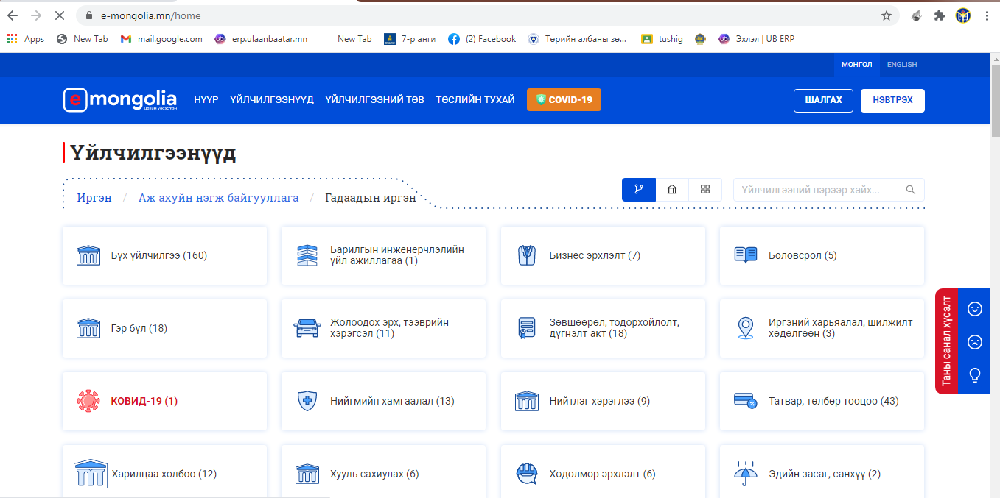 e-mongolia.mn/home
Apps
New Tab
mail.google.com
erp.ulaanbaatar.mn
New Tab
7-р анги
(2) Facebook
Төрийн албаны зө...
tushig
Эхлэл | UB ERP
МОНГОЛ
ENGLISH
e mongolia
Цахим үндэстэн
НҮҮР
ҮЙЛЧИЛГЭЭНҮҮД
ҮЙЛЧИЛГЭЭНИЙ ТӨВ
ТӨСЛИЙН ТУХАЙ
COVID-19
ШАЛГАХ
НЭВТРЭХ
Үйлчилгээнүүд
Иргэн / Аж ахуйн нэгж байгууллага / Гадаадын иргэн
Үйлчилгээний нэрээр хайх...
Бүх үйлчилгээ (160)
Барилгын инженерчлэлийн
үйл ажиллагаа (1)
Бизнес эрхлэлт (7)
Боловсрол (5)
Гэр бүл (18)
Жолоодох эрх, тээврийн
хэрэгсэл (11)
Зөвшөөрөл, тодорхойлолт,
дүгнэлт акт (18)
Иргэний харьяалал, шилжилт
хөдөлгөөн (3)
КОВИД-19 (1)
Нийгмийн хамгаалал (13)
Нийтлэг хэрэглээ (9)
Татвар, төлбөр тооцоо (43)
Харилцаа холбоо (12)
Хууль сахиулах (6)
Хөдөлмөр эрхлэлт (6)
Эдийн засаг, санхүү (2)
Таны санал хүсэлт